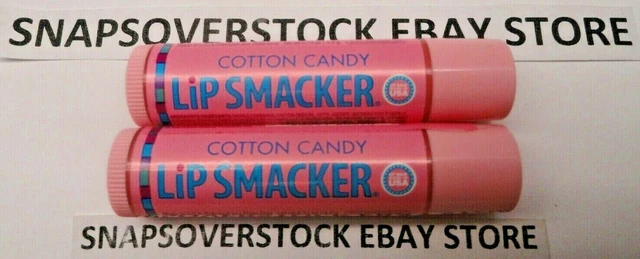 SNAPSOVERSTOCK EBAY STORE
COTTON CANDY
LiP SMACKER®
COTTON CANDY
LiP SMACKER®
SNAPSOVERSTOCK EBAY STORE